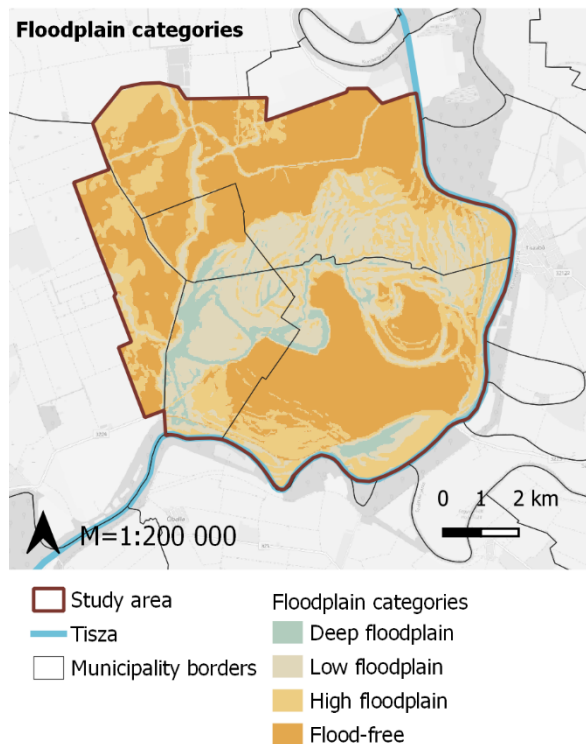 Floodplain categories
0 1 2 km
M=1:200 000
Study area
Tisza
Municipality borders
Floodplain categories
Deep floodplain
Low floodplain
High floodplain
Flood-free